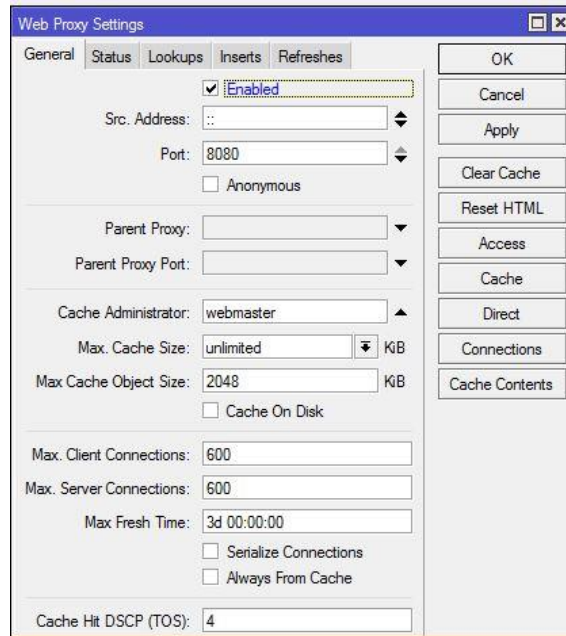 Web Proxy Settings
General Status Lookups Inserts Refreshes
Enabled
Src. Address: ::
Port: 8080
Anonymous
Parent Proxy:
Parent Proxy Port:
Cache Administrator: webmaster
Max. Cache Size: unlimited KiB
Max Cache Object Size: 2048 KiB
Cache On Disk
Max. Client Connections: 600
Max. Server Connections: 600
Max Fresh Time: 3d 00:00:00
Serialize Connections
Always From Cache
Cache Hit DSCP (TOS): 4
OK
Cancel
Apply
Clear Cache
Reset HTML
Access
Cache
Direct
Connections
Cache Contents